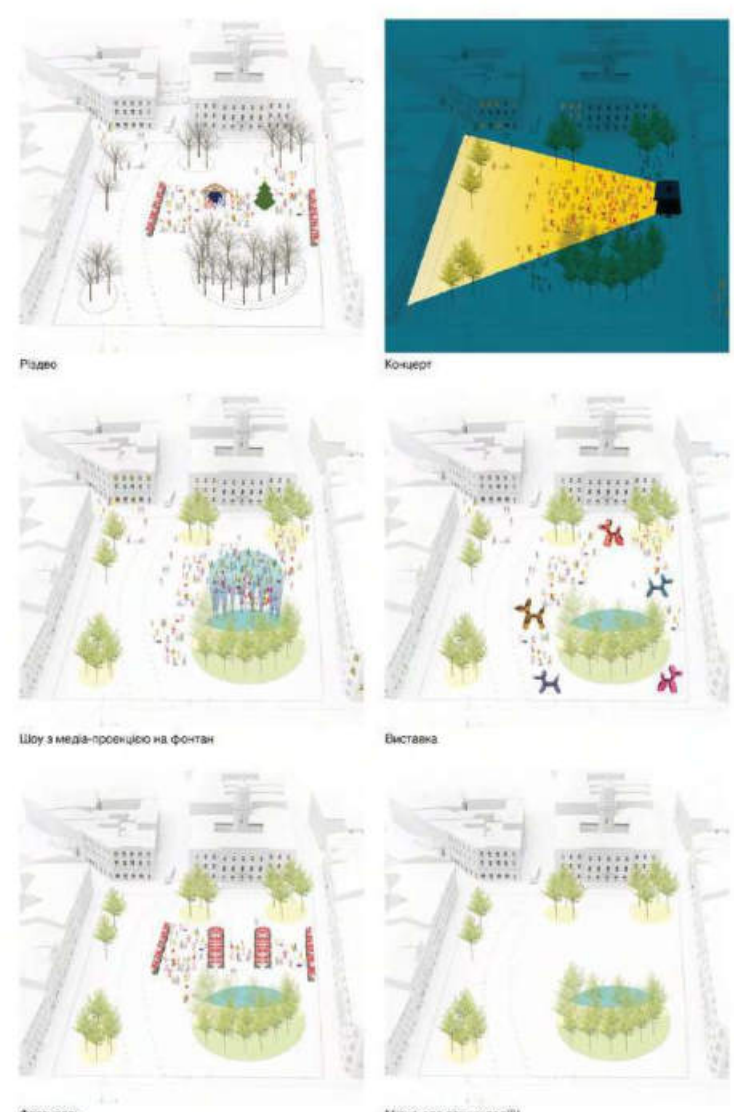 Різдво
Концерт
Шоу з медіа-проекцією на фонтан
Виставка